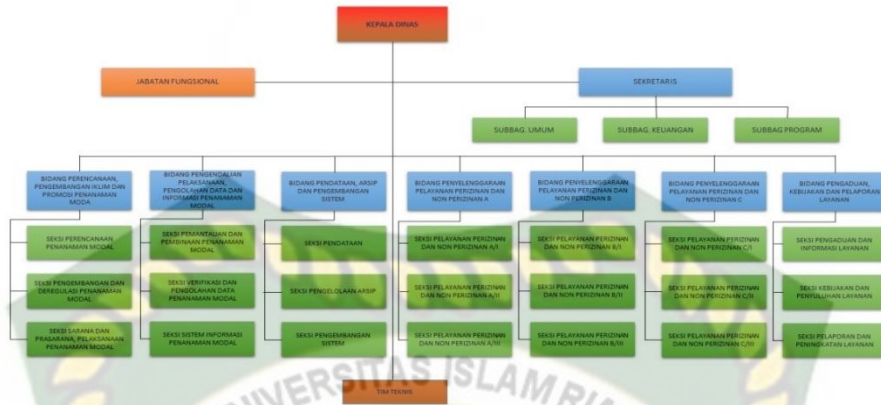 KEPALA DINAS
JABATAN FUNGSIONAL
SEKRETARIS
SUBBAG. UMUM
SUBBAG. KEUANGAN
SUBBAG PROGRAM
BIDANG PERENCANAAN,
PENGEMBANGAN IKLIM DAN
PROMOSI PENANAMAN
MODA
BIDANG PENGENDALIAN
PELAKSANAAN,
PENGOLAHAN DATA DAN
INFORMASI PENANAMAN
MODAL
BIDANG PENDATAAN, ARSIP
DAN PENGEMBANGAN
SISTEM
BIDANG PENYELENGGARAAN
PELAYANAN PERIZINAN DAN
NON PERIZINAN A
BIDANG PENYELENGGARAAN
PELAYANAN PERIZINAN DAN
NON PERIZINAN B
BIDANG PENYELENGGARAAN
PELAYANAN PERIZINAN DAN
NON PERIZINAN C
BIDANG PENGADUAN,
KEBIJAKAN DAN PELAPORAN
LAYANAN
SEKSI PERENCANAAN
PENANAMAN MODAL
SEKSI PEMANTAUAN DAN
PEMBINAAN PENANAMAN
MODAL
SEKSI PENDATAAN
SEKSI PELAYANAN PERIZINAN
DAN NON PERIZINAN A/I
SEKSI PELAYANAN PERIZINAN
DAN NON PERIZINAN B/I
SEKSI PELAYANAN PERIZINAN
DAN NON PERIZINAN C/I
SEKSI PENGADUAN DAN
INFORMASI LAYANAN
SEKSI PENGEMBANGAN DAN
DEREGULASI PENANAMAN
MODAL
SEKSI VERIFIKASI DAN
PENGOLAHAN DATA
PENANAMAN MODAL
SEKSI PENGELOLAAN ARSIP
SEKSI PELAYANAN PERIZINAN
DAN NON PERIZINAN A/II
SEKSI PELAYANAN PERIZINAN
DAN NON PERIZINAN B/II
SEKSI PELAYANAN PERIZINAN
DAN NON PERIZINAN C/II
SEKSI KEBIJAKAN DAN
PENYULUHAN LAYANAN
SEKSI SARANA DAN
PRASARANA, PELAKSANAAN
PENANAMAN MODAL
SEKSI SISTEM INFORMASI
PENANAMAN MODAL
SEKSI PENGEMBANGAN
SISTEM
SEKSI PELAYANAN PERIZINAN
DAN NON PERIZINAN A/III
SEKSI PELAYANAN PERIZINAN
DAN NON PERIZINAN B/III
SEKSI PELAYANAN PERIZINAN
DAN NON PERIZINAN C/III
SEKSI PELAPORAN DAN
PENINGKATAN LAYANAN
TIM TEKNIS
ISLAM